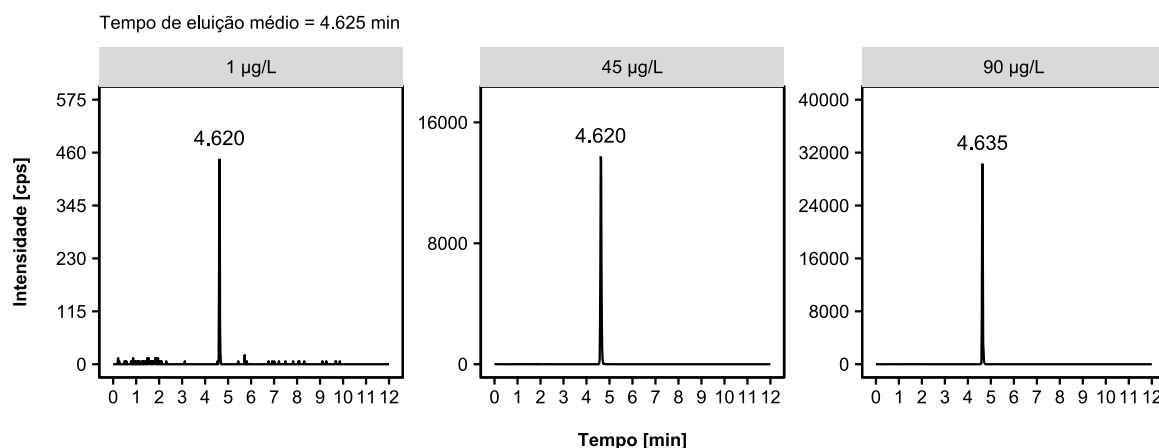 Tempo de eluição médio = 4.625 min
1 µg/L
45 µg/L
90 µg/L
Intensidade [cps]
575
460
345
230
115
0
4.620
0 1 2 3 4 5 6 7 8 9 10 11 12
16000
8000
0
4.620
0 1 2 3 4 5 6 7 8 9 10 11 12
40000
32000
24000
16000
8000
0
4.635
0 1 2 3 4 5 6 7 8 9 10 11 12
Tempo [min]